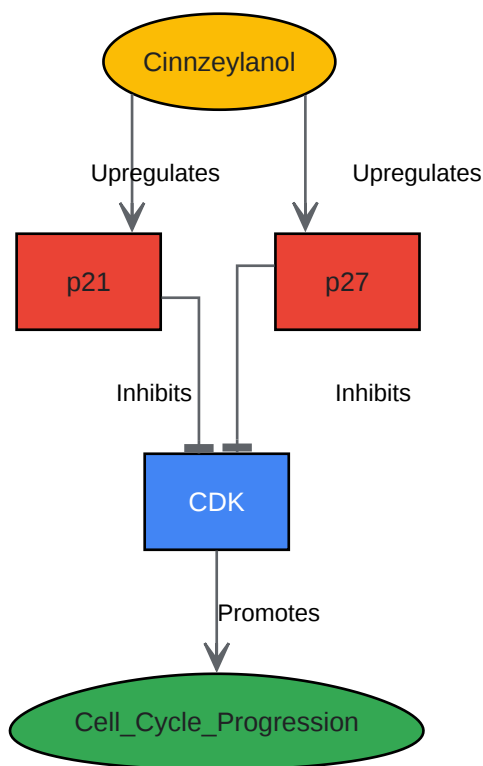 Cinnzeylanol
Upregulates
Upregulates
p21
p27
Inhibits
Inhibits
CDK
Promotes
Cell_Cycle_Progression